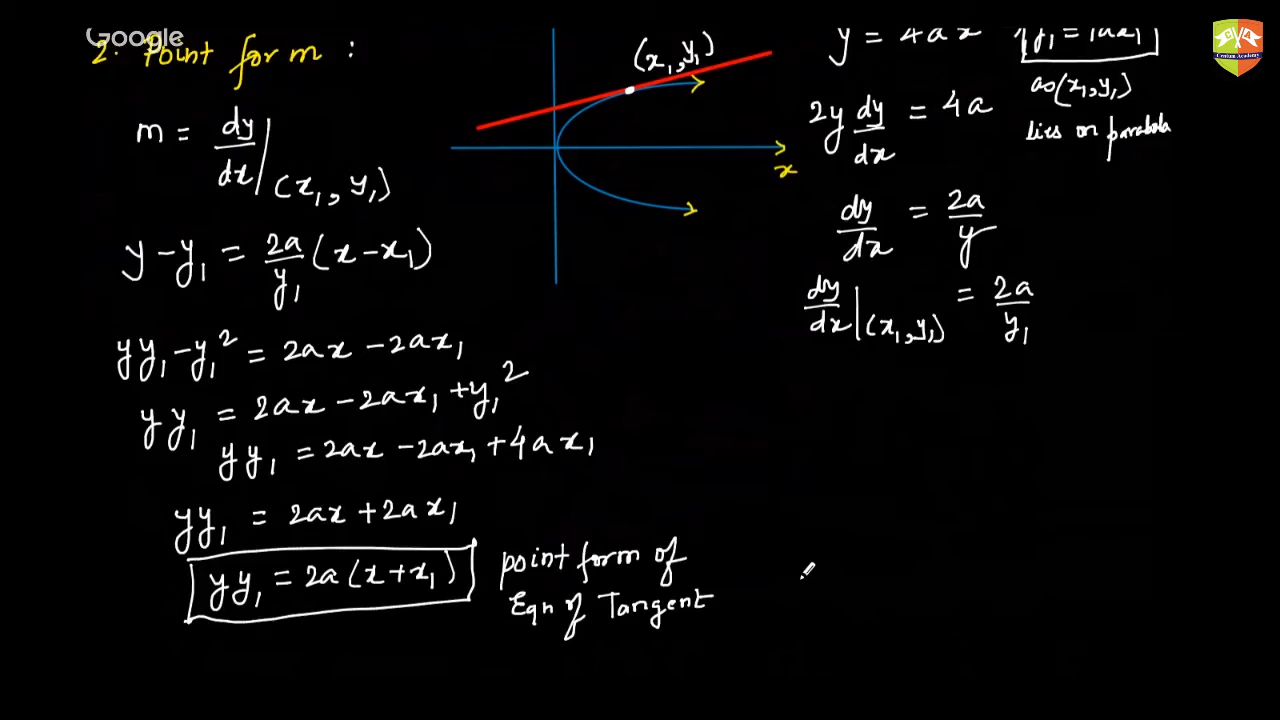 Google
2. Point form :
m = dy/dx|(x₁, y₁)
y - y₁ = 2a/y₁ (x - x₁)
yy₁ - y₁² = 2ax - 2ax₁
yy₁ = 2ax - 2ax₁ + y₁²
yy₁ = 2ax - 2ax₁ + 4ax₁
yy₁ = 2ax + 2ax₁
yy₁ = 2a(x + x₁)
point form of
Eqn of Tangent
(x₁, y₁)
x
y = 4ax
2y dy/dx = 4a
dy/dx = 2a/y
dy/dx|(x₁, y₁) = 2a/y₁
as (x₁, y₁)
lies on parabola